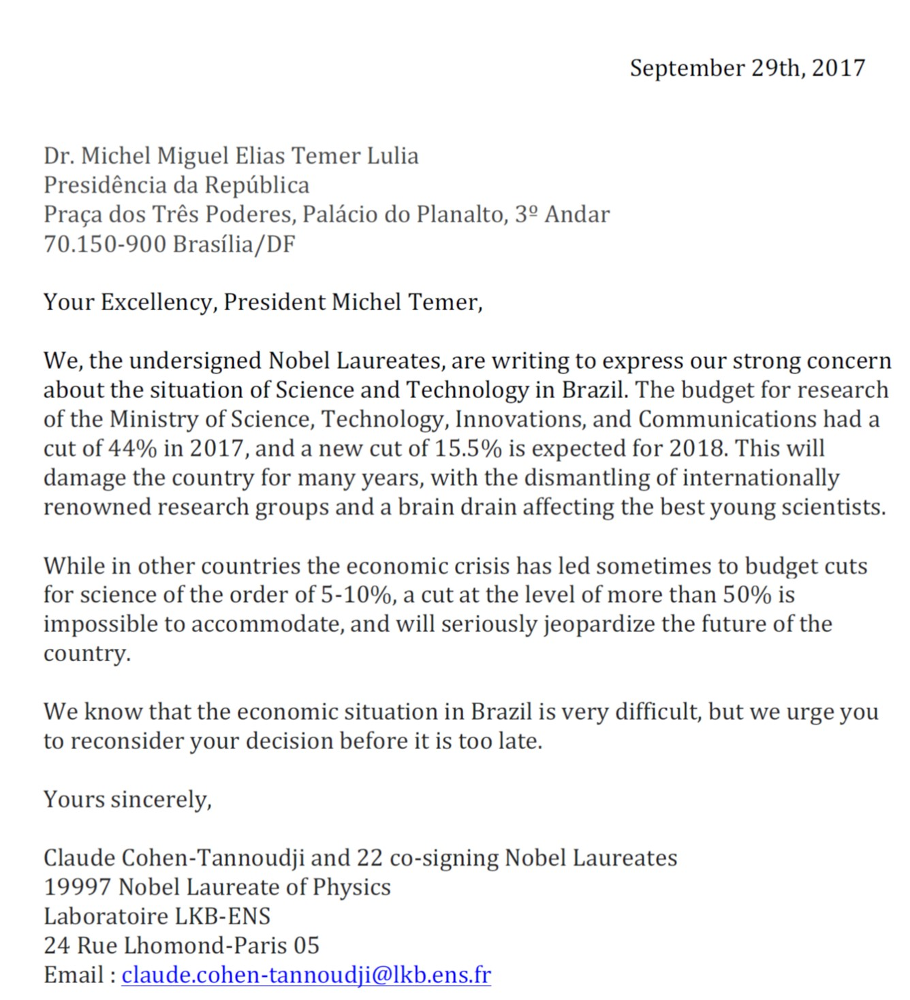 September 29th, 2017
Dr. Michel Miguel Elias Temer Lulia
Presidência da República
Praça dos Três Poderes, Palácio do Planalto, 3º Andar
70.150-900 Brasília/DF
Your Excellency, President Michel Temer,
We, the undersigned Nobel Laureates, are writing to express our strong concern
about the situation of Science and Technology in Brazil. The budget for research
of the Ministry of Science, Technology, Innovations, and Communications had a
cut of 44% in 2017, and a new cut of 15.5% is expected for 2018. This will
damage the country for many years, with the dismantling of internationally
renowned research groups and a brain drain affecting the best young scientists.
While in other countries the economic crisis has led sometimes to budget cuts
for science of the order of 5-10%, a cut at the level of more than 50% is
impossible to accommodate, and will seriously jeopardize the future of the
country.
We know that the economic situation in Brazil is very difficult, but we urge you
to reconsider your decision before it is too late.
Yours sincerely,
Claude Cohen-Tannoudji and 22 co-signing Nobel Laureates
19997 Nobel Laureate of Physics
Laboratoire LKB-ENS
24 Rue Lhomond-Paris 05
Email : claude.cohen-tannoudji@lkb.ens.fr